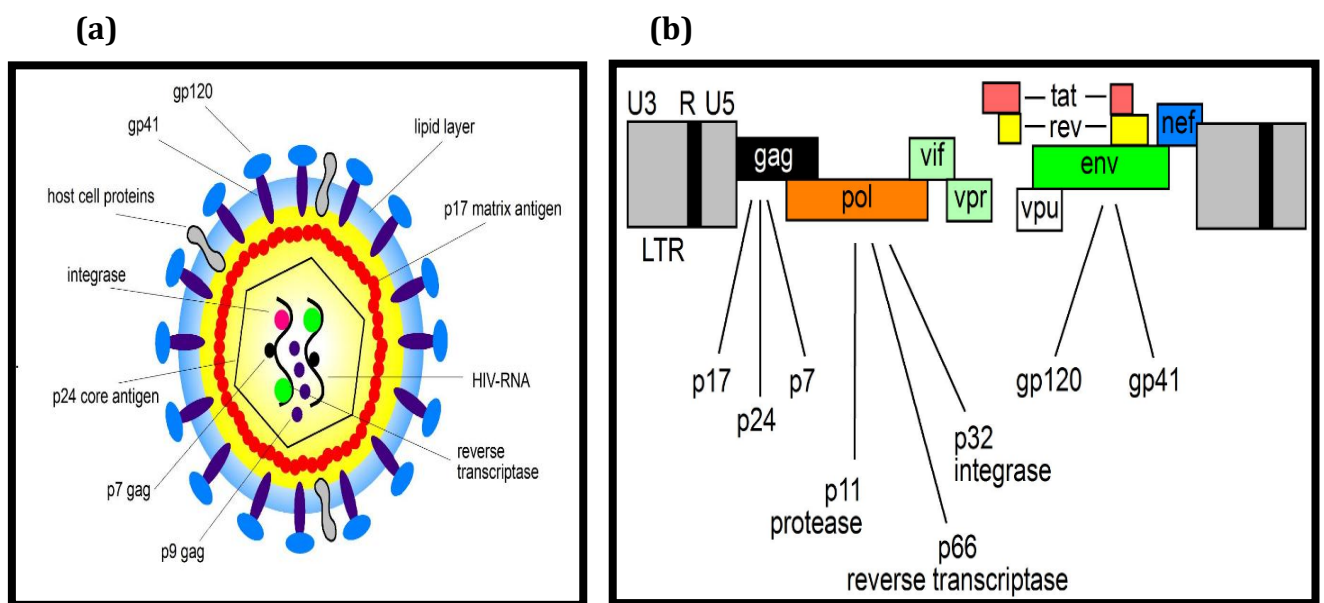 (a)
gp120
gp41
lipid layer
host cell proteins
p17 matrix antigen
integrase
HIV-RNA
p24 core antigen
reverse
transcriptase
p7 gag
p9 gag
(b)
U3 R U5
tat
rev
nef
gag
vif
env
pol
vpr
vpu
LTR
p17
p24
p7
gp120
gp41
p32
integrase
p11
protease
p66
reverse transcriptase